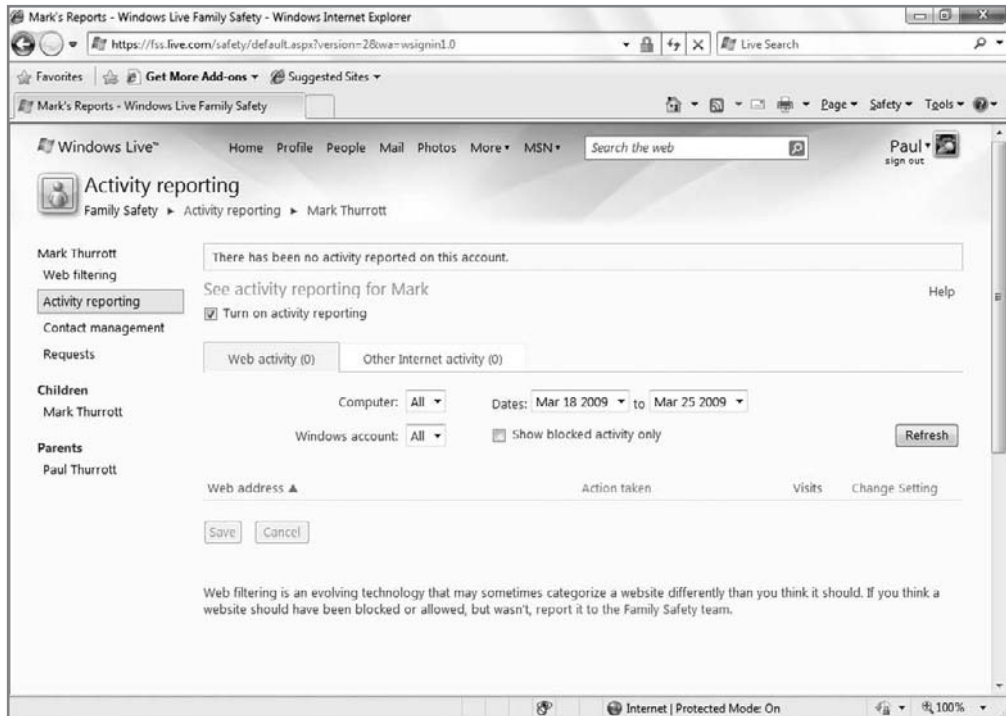 Mark's Reports - Windows Live Family Safety - Windows Internet Explorer
https://fss.live.com/safety/default.aspx?version=2&wa=wsignin1.0
Live Search
Favorites Get More Add-ons Suggested Sites
Mark's Reports - Windows Live Family Safety
Page Safety Tools
Windows Live™ Home Profile People Mail Photos More MSN Search the web Paul
sign out
Activity reporting
Family Safety ▸ Activity reporting ▸ Mark Thurrott
Mark Thurrott
Web filtering
Activity reporting
Contact management
Requests
Children
Mark Thurrott
Parents
Paul Thurrott
There has been no activity reported on this account.
See activity reporting for Mark
Help
Turn on activity reporting
Web activity (0) Other Internet activity (0)
Computer: All Dates: Mar 18 2009 to Mar 25 2009
Windows account: All Show blocked activity only Refresh
Web address ▲ Action taken Visits Change Setting
Save Cancel
Web filtering is an evolving technology that may sometimes categorize a website differently than you think it should. If you think a
website should have been blocked or allowed, but wasn't, report it to the Family Safety team.
Internet | Protected Mode: On 100%